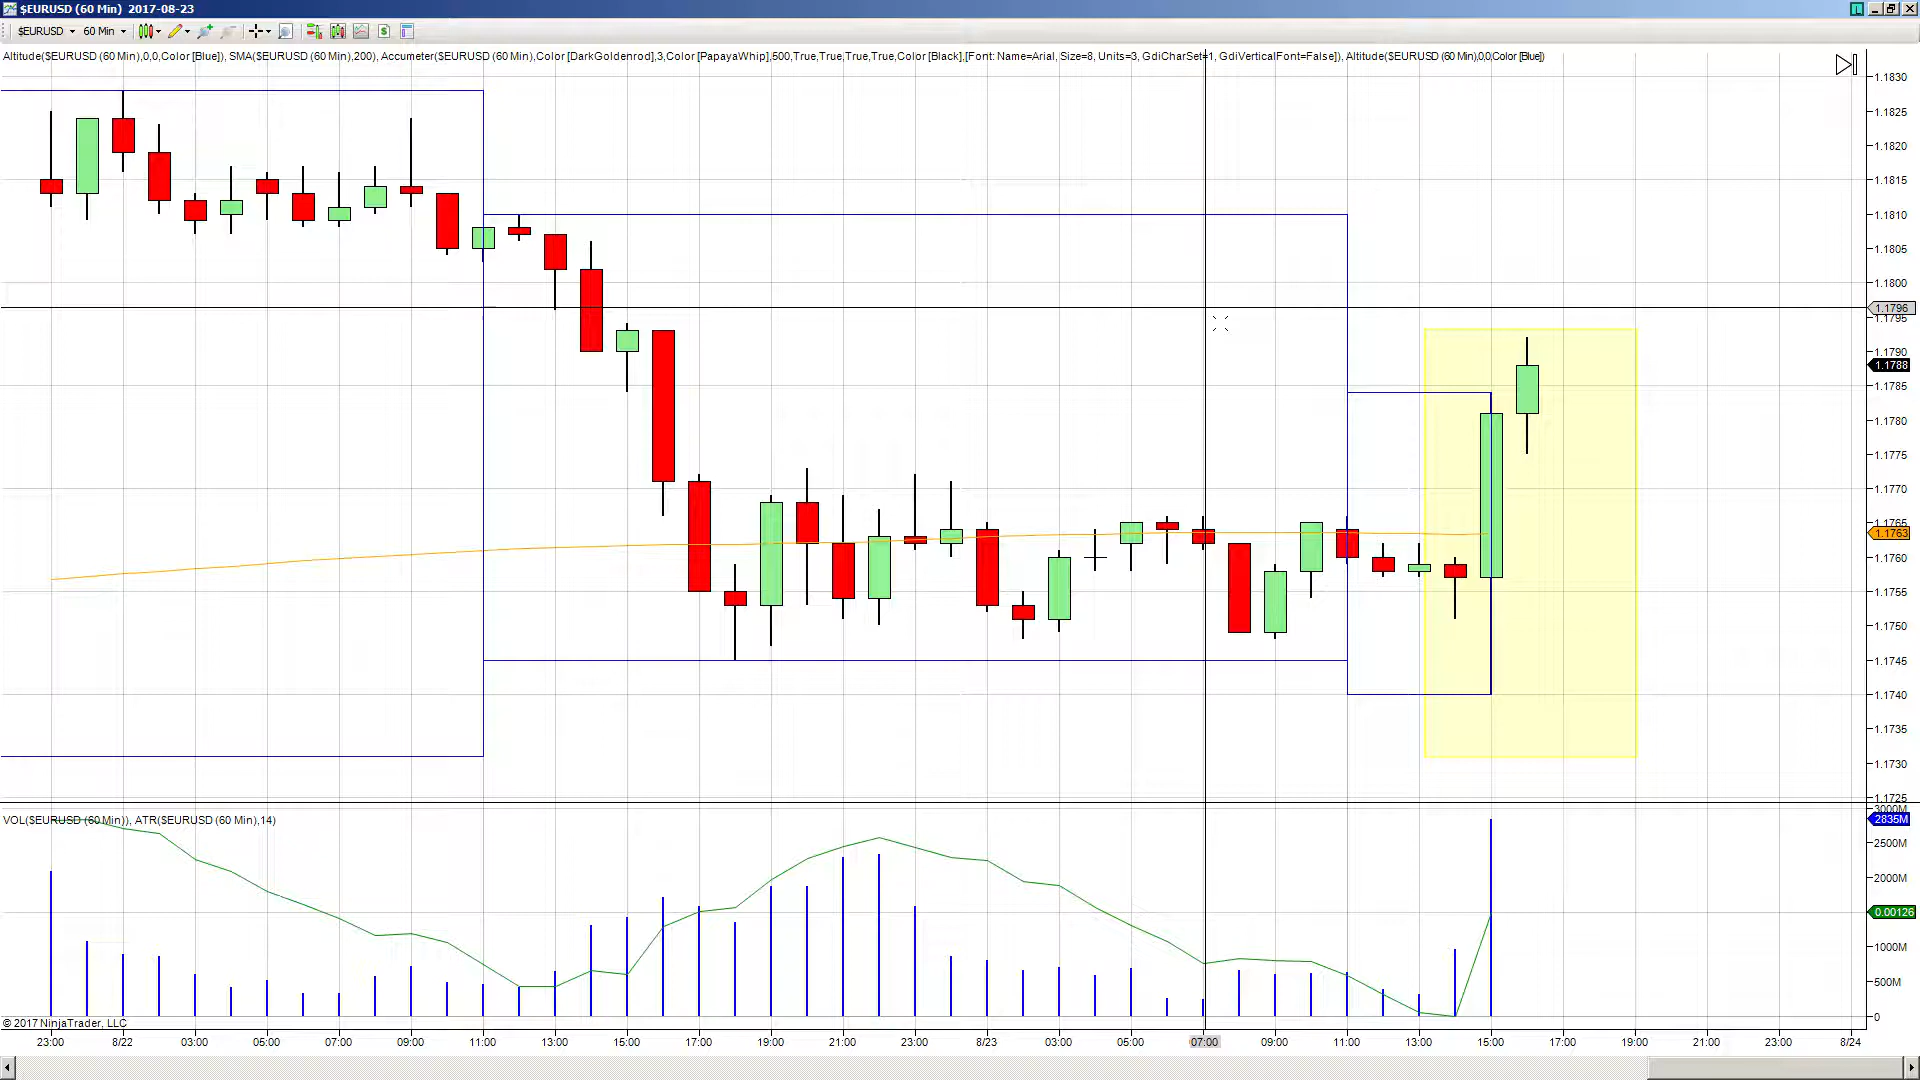 $EURUSD (60 Min)  2017-08-23
L
$EURUSD 60 Min
Altitude($EURUSD (60 Min),0,0,Color [Blue]), SMA($EURUSD (60 Min),200), Accumeter($EURUSD (60 Min),Color [DarkGoldenrod],3,Color [PapayaWhip],500,True,True,True,True,Color [Black],[Font: Name=Arial, Size=8, Units=3, GdiCharSet=1, GdiVerticalFont=False]), Altitude($EURUSD (60 Min),0,0,Color [Blue])
1.1830
1.1825
1.1820
1.1815
1.1810
1.1805
1.1800
1.1796
1.1795
1.1790
1.1788
1.1785
1.1780
1.1775
1.1770
1.1765
1.1763
1.1760
1.1755
1.1750
1.1745
1.1740
1.1735
1.1730
1.1725
3000M
VOL($EURUSD (60 Min)), ATR($EURUSD (60 Min),14)
2835M
2500M
2000M
0.00126
1000M
500M
0
© 2017 NinjaTrader, LLC
23:00 8/22 03:00 05:00 07:00 09:00 11:00 13:00 15:00 17:00 19:00 21:00 23:00 8/23 03:00 05:00 07:00 09:00 11:00 13:00 15:00 17:00 19:00 21:00 23:00 8/24